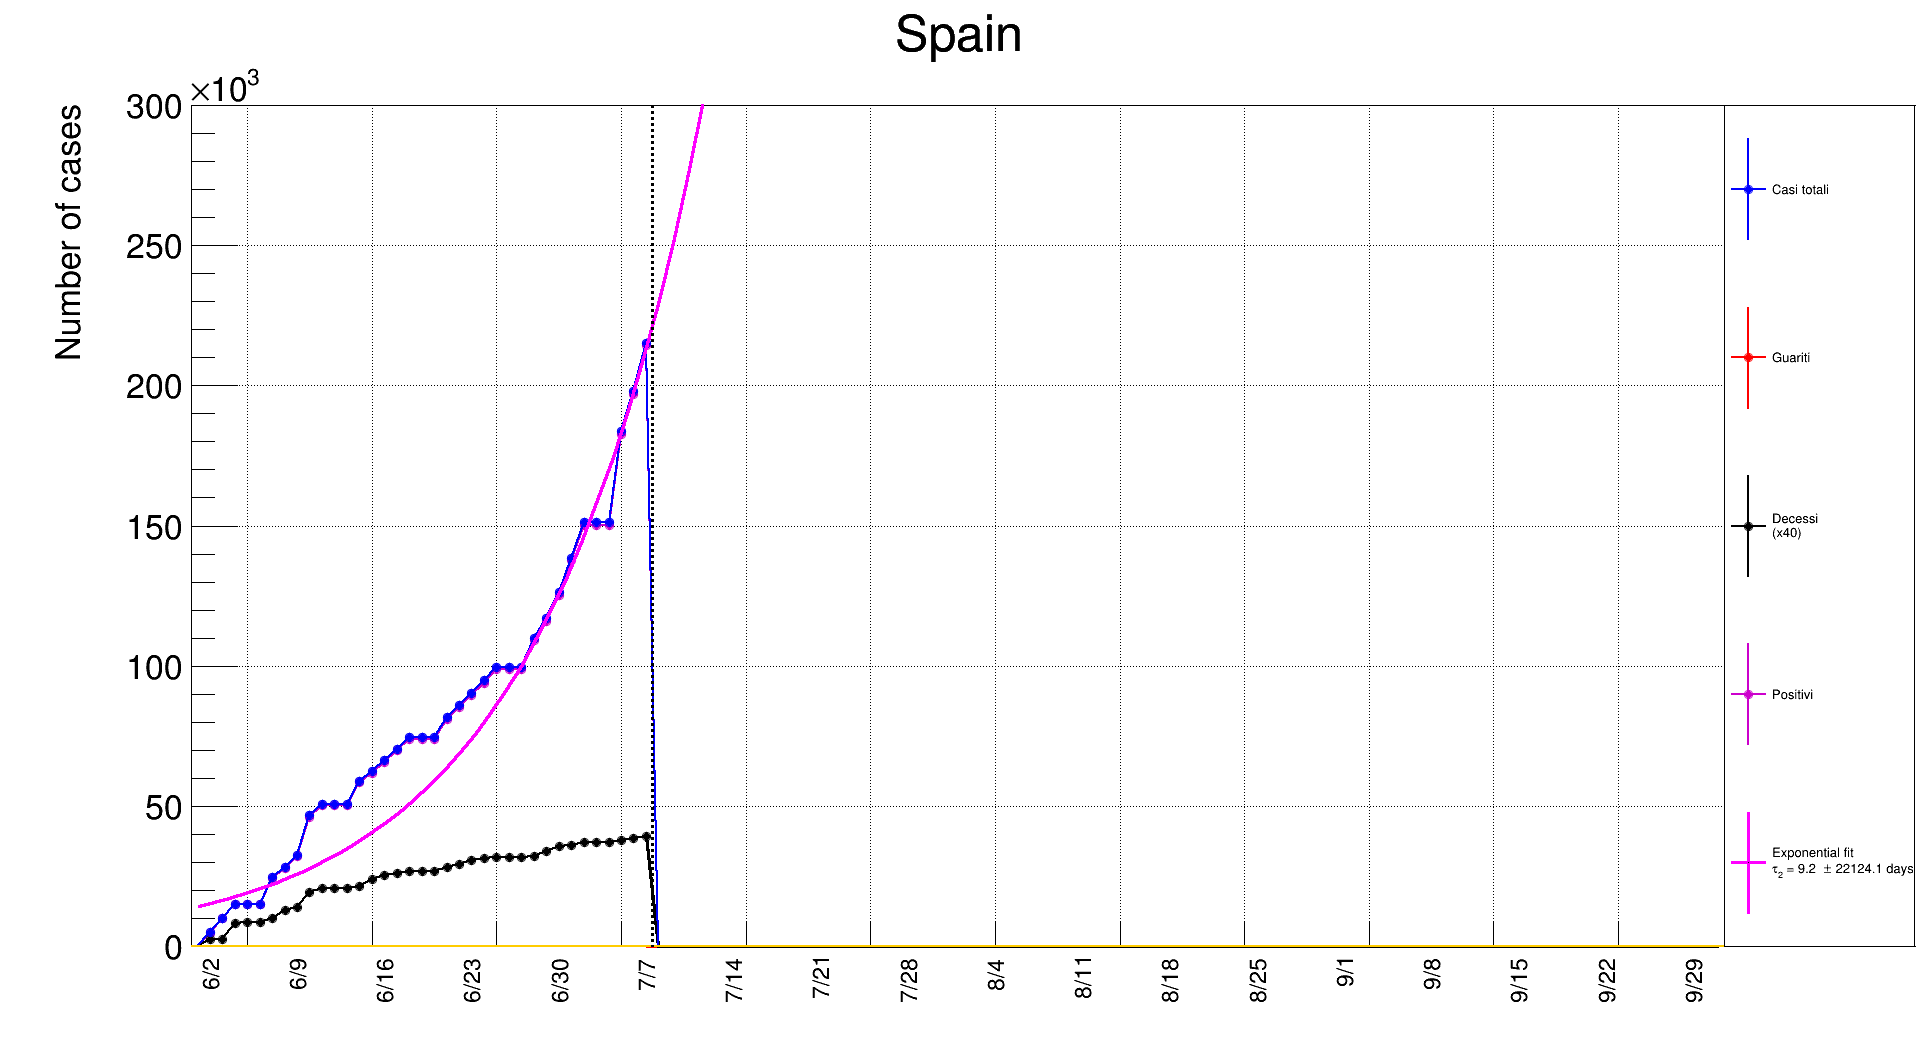 Spain
×10³
Number of cases
300
250
200
150
100
50
0
6/2
6/9
6/16
6/23
6/30
7/7
7/14
7/21
7/28
8/4
8/11
8/18
8/25
9/1
9/8
9/15
9/22
9/29
Casi totali
Guariti
Decessi
(x40)
Positivi
Exponential fit
τ₂ = 9.2 ± 22124.1 days